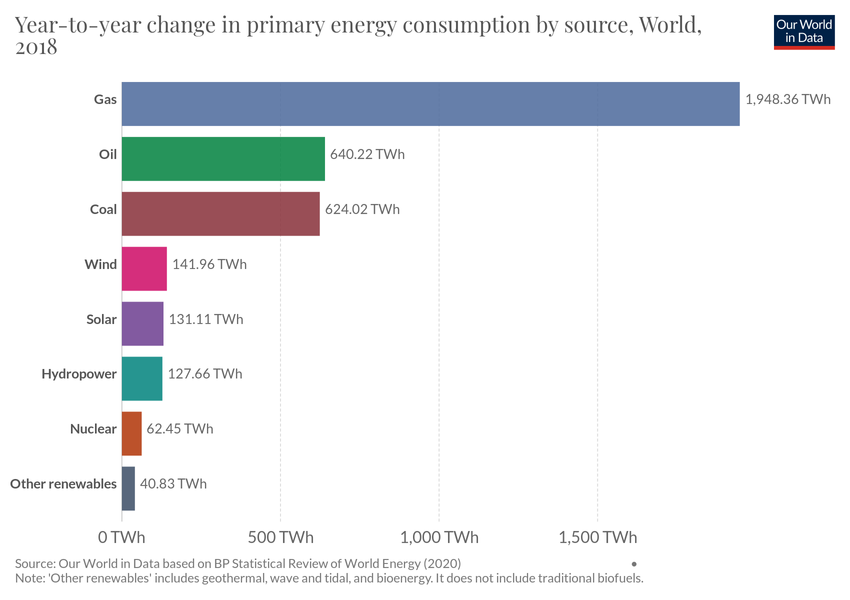 Year-to-year change in primary energy consumption by source, World,
2018
Our World
in Data
Gas
1,948.36 TWh
Oil
640.22 TWh
Coal
624.02 TWh
Wind
141.96 TWh
Solar
131.11 TWh
Hydropower
127.66 TWh
Nuclear
62.45 TWh
Other renewables
40.83 TWh
0 TWh
500 TWh
1,000 TWh
1,500 TWh
Source: Our World in Data based on BP Statistical Review of World Energy (2020)
Note: 'Other renewables' includes geothermal, wave and tidal, and bioenergy. It does not include traditional biofuels.